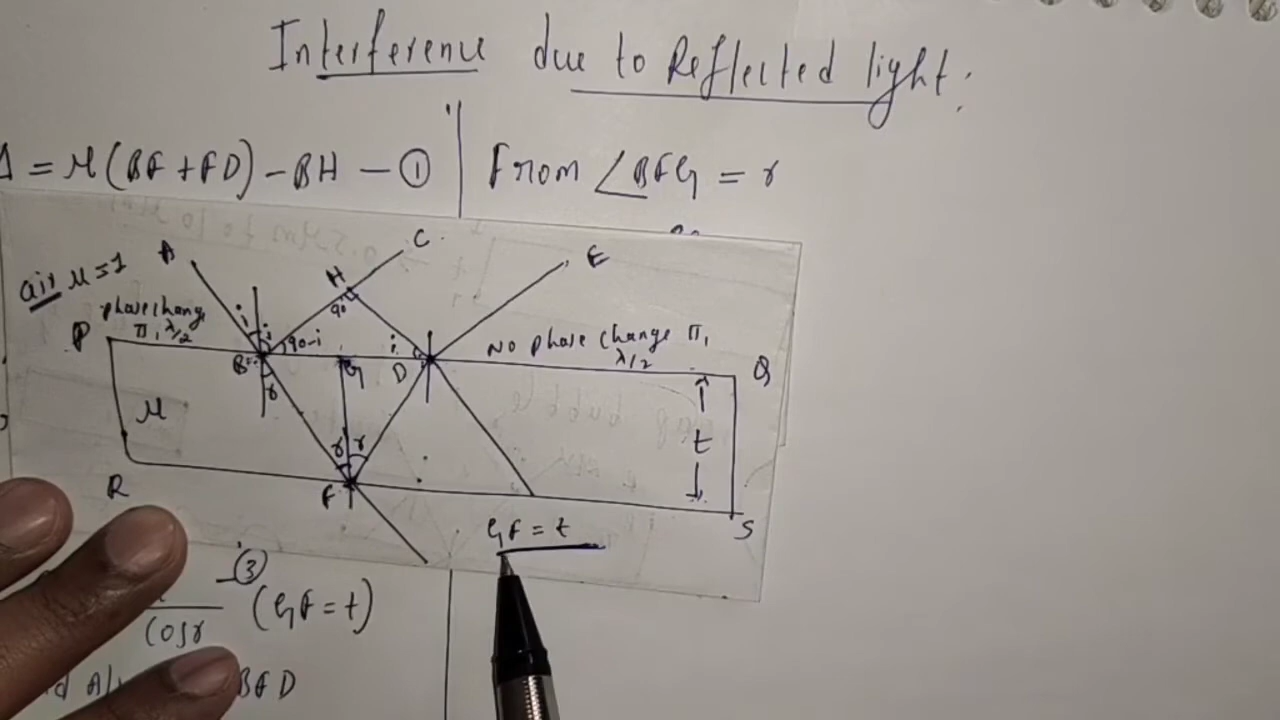 Interference due to Reflected light:
Δ = μ(BF + FD) - BH - ①
From ∠BFG = r
air μ=1
phase change
π, λ/2
No phase change π,
λ/2
A
C
H
E
90
i
i
90-i
i
P
B
G
D
Q
r
μ
r
r
t
R
F
S
GF = t
③
cos r
(GF = t)
BFD